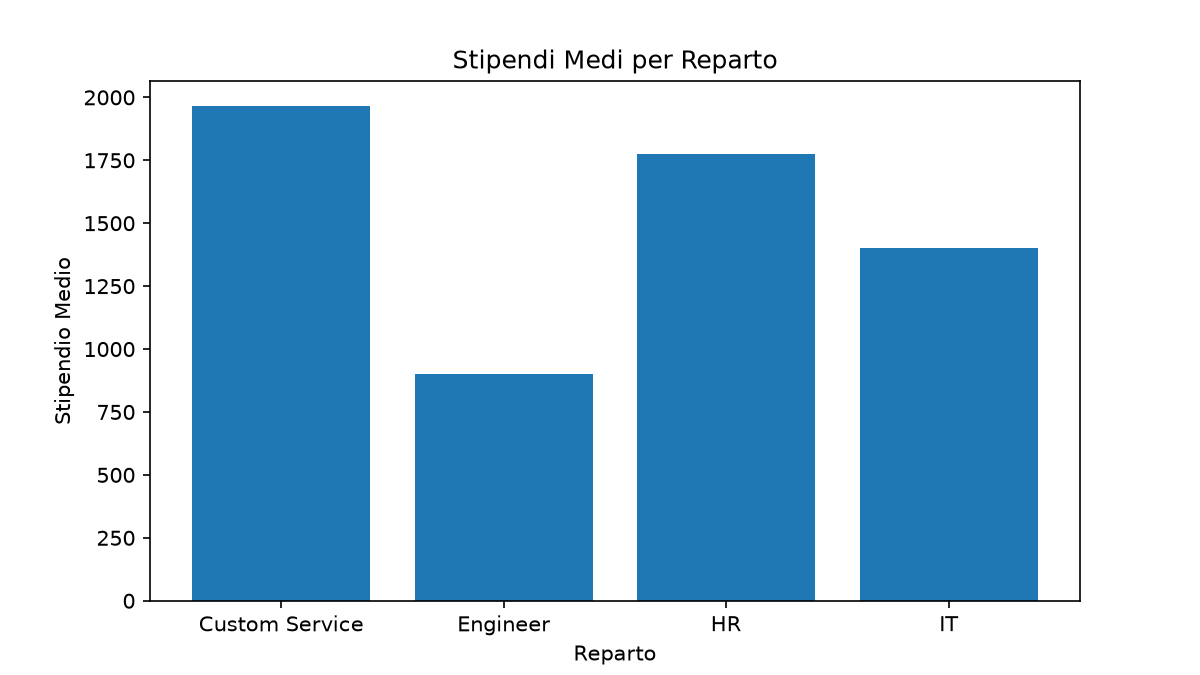 Stipendi Medi per Reparto
Stipendio Medio
2000
1750
1500
1250
1000
750
500
250
0
Custom Service Engineer HR IT
Reparto